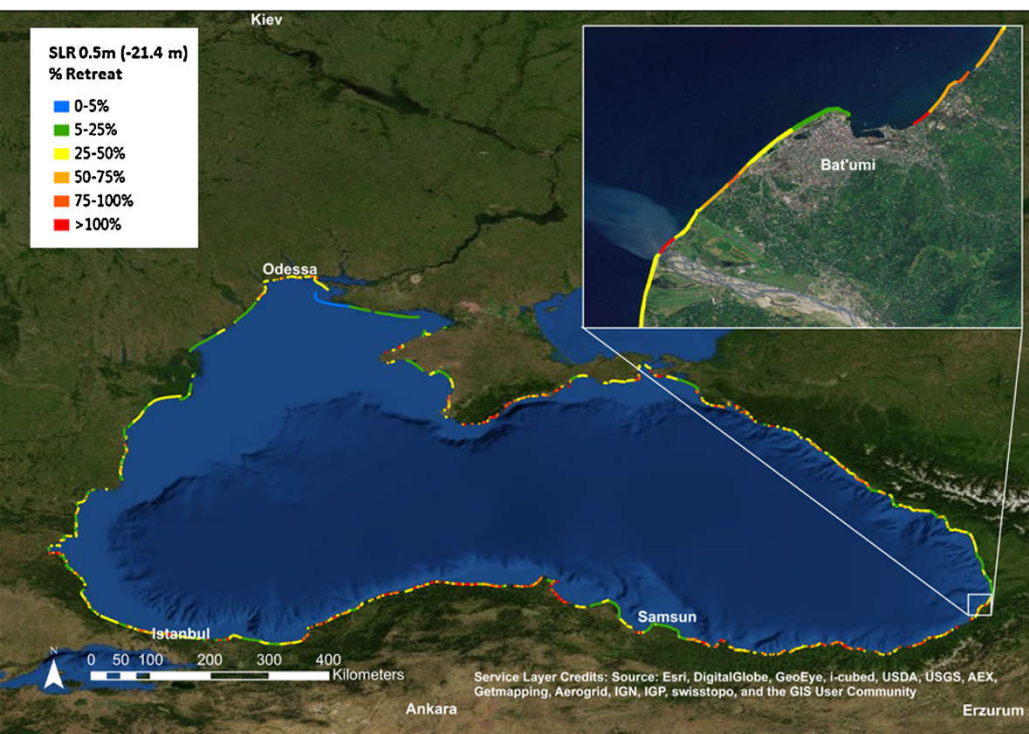 Kiev
SLR 0.5m (-21.4 m)
% Retreat
0-5%
5-25%
25-50%
50-75%
75-100%
>100%
Bat'umi
Odessa
Samsun
Istanbul
N
0 50 100 200 300 400
Kilometers
Service Layer Credits: Source: Esri, DigitalGlobe, GeoEye, i-cubed, USDA, USGS, AEX,
Getmapping, Aerogrid, IGN, IGP, swisstopo, and the GIS User Community
Ankara
Erzurum